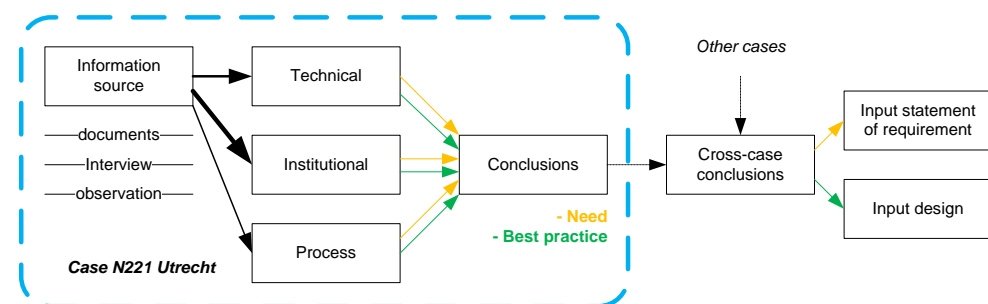 Information
source
documents
Interview
observation
Case N221 Utrecht
Technical
Institutional
Process
Conclusions
- Need
- Best practice
Other cases
Cross-case
conclusions
Input statement
of requirement
Input design